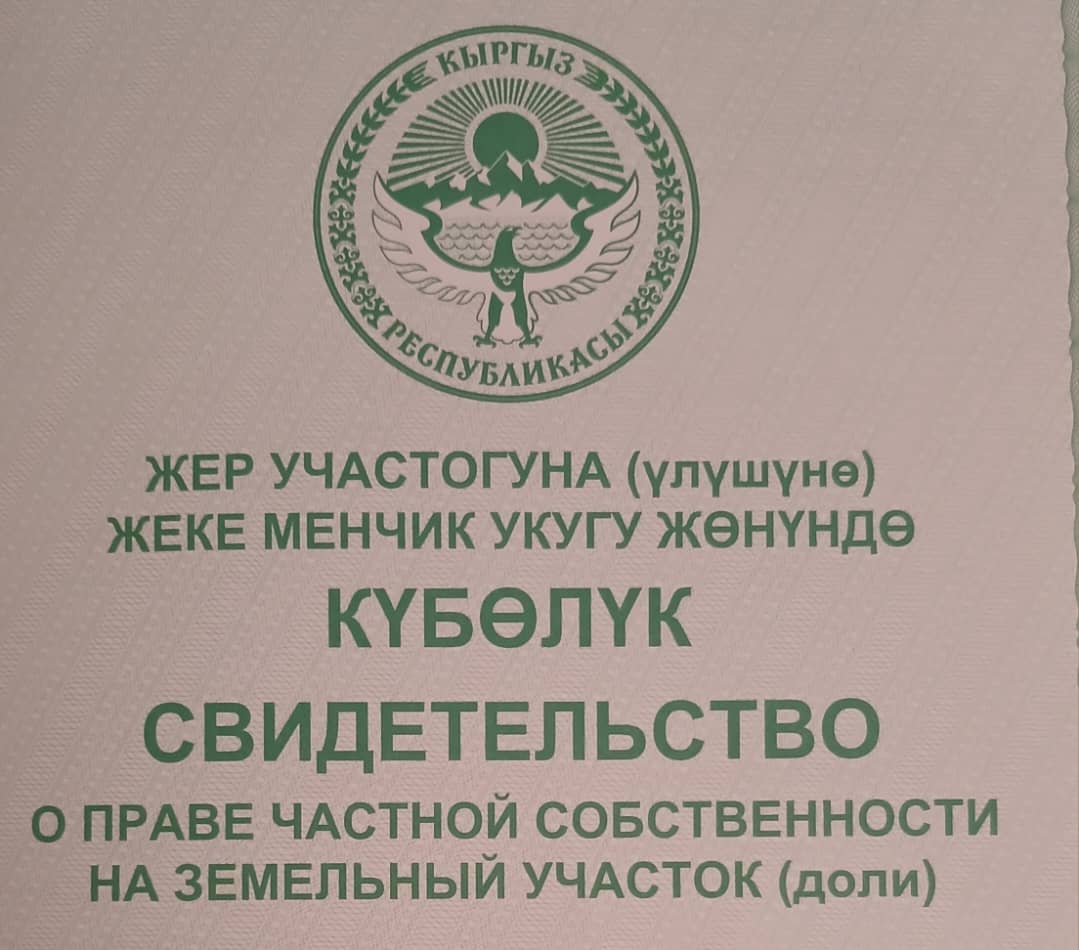 КЫРГЫЗ
РЕСПУБЛИКАСЫ
ЖЕР УЧАСТОГУНА (үлүшүнө)
ЖЕКЕ МЕНЧИК УКУГУ ЖӨНҮНДӨ
КҮБӨЛҮК
СВИДЕТЕЛЬСТВО
О ПРАВЕ ЧАСТНОЙ СОБСТВЕННОСТИ
НА ЗЕМЕЛЬНЫЙ УЧАСТОК (доли)